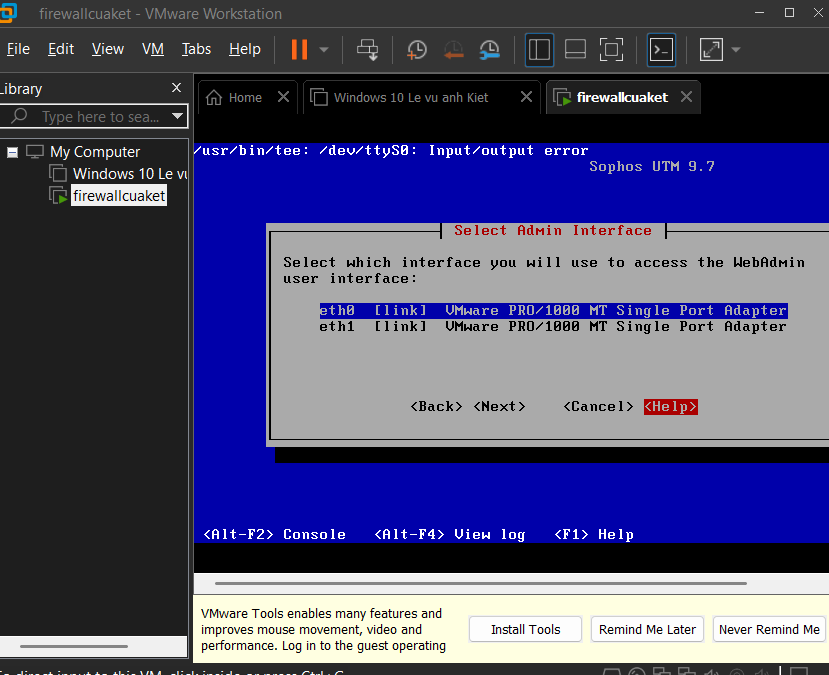 firewallcuaket - VMware Workstation
File Edit View VM Tabs Help
Library
Type here to sea...
My Computer
Windows 10 Le vu
firewallcuaket
Home
Windows 10 Le vu anh Kiet
firewallcuaket
/usr/bin/tee: /dev/ttyS0: Input/output error
Sophos UTM 9.7
Select Admin Interface
Select which interface you will use to access the WebAdmin
user interface:
eth0 [link] VMware PRO/1000 MT Single Port Adapter
eth1 [link] VMware PRO/1000 MT Single Port Adapter
<Back> <Next> <Cancel> <Help>
<Alt-F2> Console <Alt-F4> View log <F1> Help
VMware Tools enables many features and
improves mouse movement, video and
performance. Log in to the guest operating
Install Tools
Remind Me Later
Never Remind Me
o direct input to this VM, click inside or press Ctrl+G.